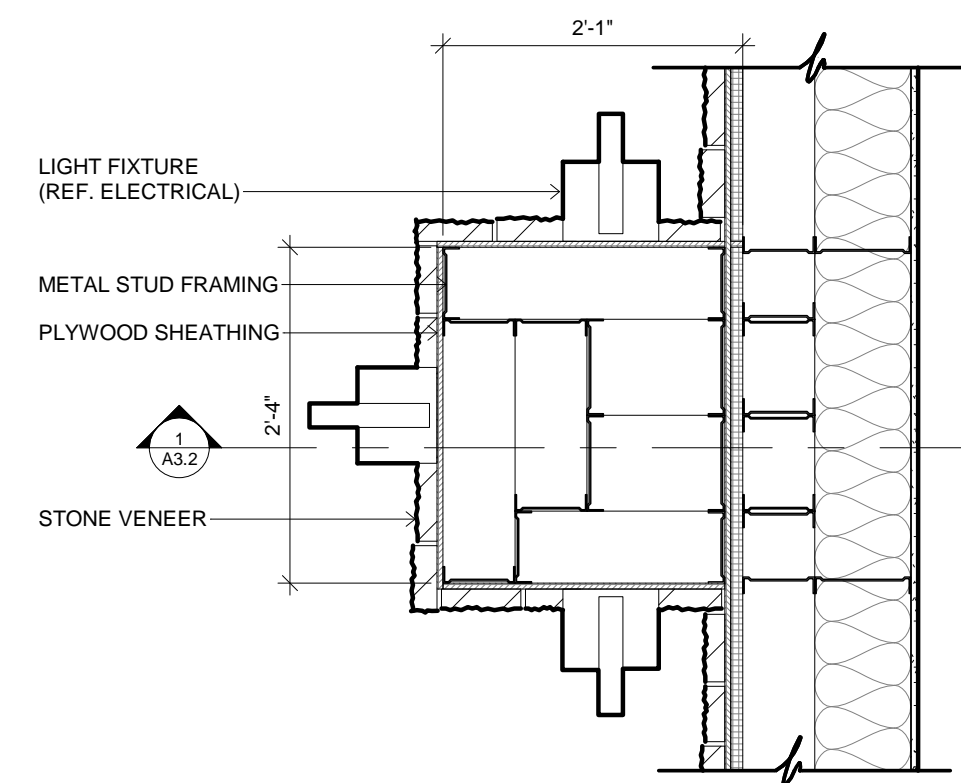 2'-1"
LIGHT FIXTURE
(REF. ELECTRICAL)
METAL STUD FRAMING
PLYWOOD SHEATHING
2'-4"
1
A3.2
STONE VENEER